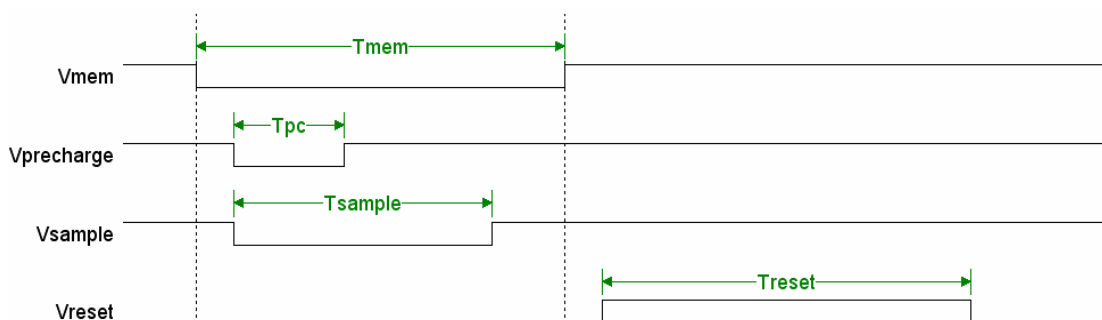 Tmem
Vmem
Tpc
Vprecharge
Tsample
Vsample
Treset
Vreset